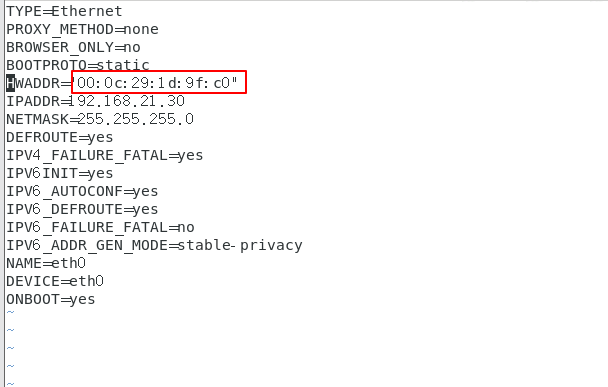 TYPE=Ethernet
PROXY_METHOD=none
BROWSER_ONLY=no
BOOTPROTO=static
HWADDR="00:0c:29:1d:9f:c0"
IPADDR=192.168.21.30
NETMASK=255.255.255.0
DEFROUTE=yes
IPV4_FAILURE_FATAL=yes
IPV6INIT=yes
IPV6_AUTOCONF=yes
IPV6_DEFROUTE=yes
IPV6_FAILURE_FATAL=no
IPV6_ADDR_GEN_MODE=stable-privacy
NAME=eth0
DEVICE=eth0
ONBOOT=yes
~
~
~
~
~